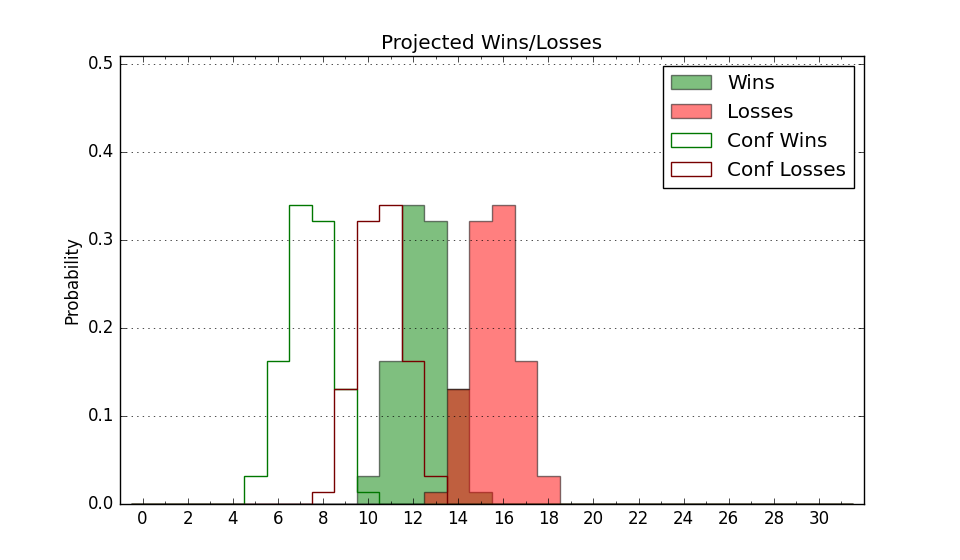 Projected Wins/Losses
0.5
0.4
0.3
0.2
0.1
0.0
Probability
Wins
Losses
Conf Wins
Conf Losses
0 2 4 6 8 10 12 14 16 18 20 22 24 26 28 30